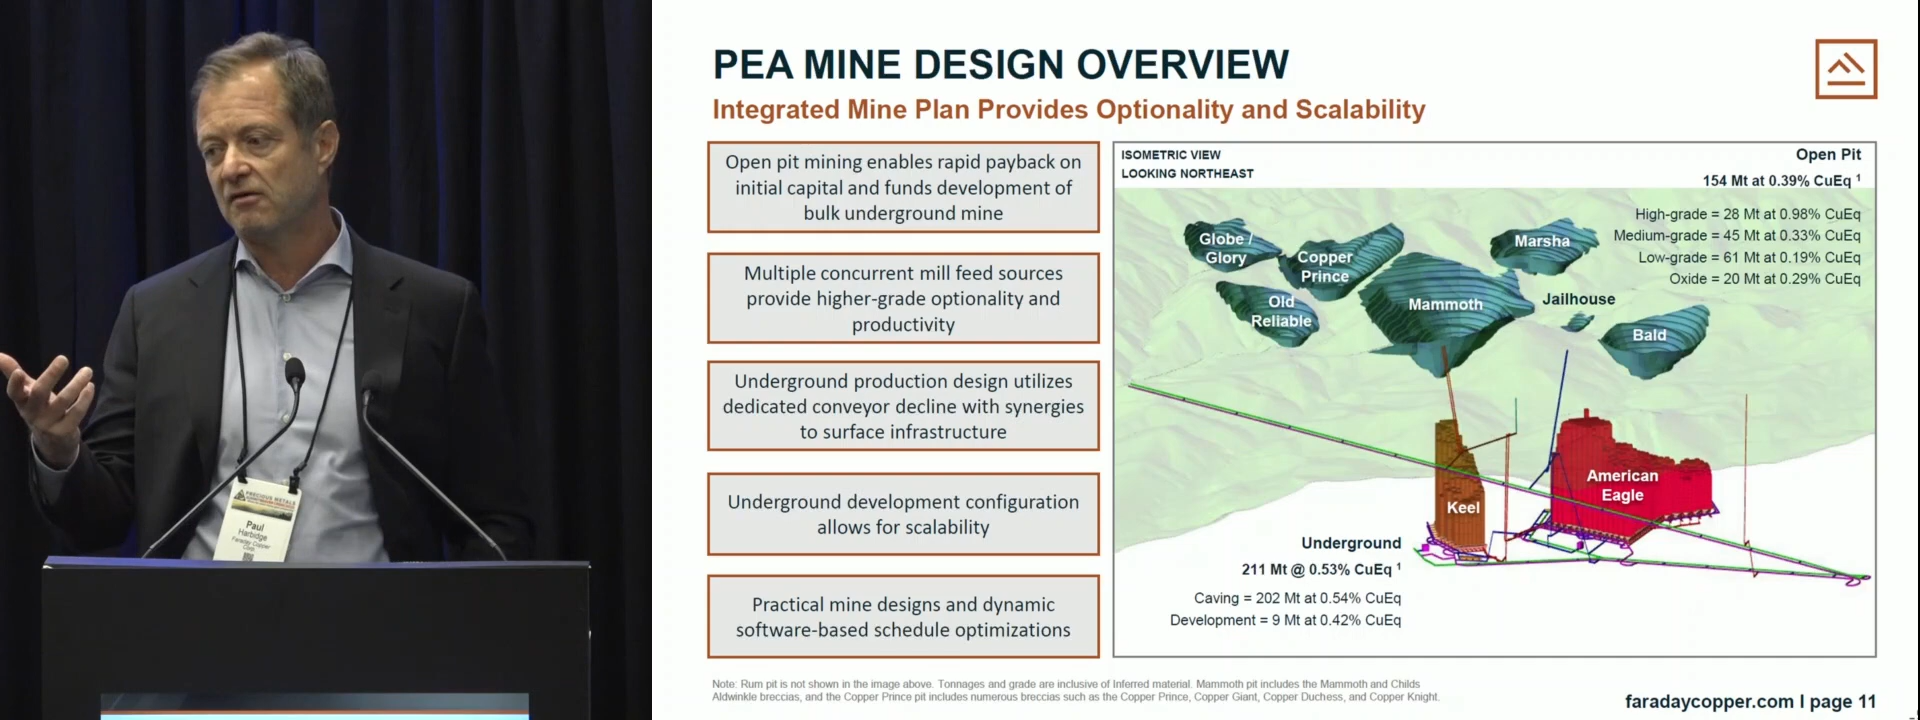 PRECIOUS METALS
Paul
Harbidge
Faraday Copper
Corp.
PEA MINE DESIGN OVERVIEW
Integrated Mine Plan Provides Optionality and Scalability
Open pit mining enables rapid payback on
initial capital and funds development of
bulk underground mine
Multiple concurrent mill feed sources
provide higher-grade optionality and
productivity
Underground production design utilizes
dedicated conveyor decline with synergies
to surface infrastructure
Underground development configuration
allows for scalability
Practical mine designs and dynamic
software-based schedule optimizations
ISOMETRIC VIEW
LOOKING NORTHEAST
Open Pit
154 Mt at 0.39% CuEq ¹
High-grade = 28 Mt at 0.98% CuEq
Medium-grade = 45 Mt at 0.33% CuEq
Low-grade = 61 Mt at 0.19% CuEq
Oxide = 20 Mt at 0.29% CuEq
Globe /
Glory
Copper
Prince
Marsha
Old
Reliable
Mammoth
Jailhouse
Bald
American
Eagle
Keel
Underground
211 Mt @ 0.53% CuEq ¹
Caving = 202 Mt at 0.54% CuEq
Development = 9 Mt at 0.42% CuEq
Note: Rum pit is not shown in the image above. Tonnages and grade are inclusive of Inferred material. Mammoth pit includes the Mammoth and Childs
Aldwinkle breccias, and the Copper Prince pit includes numerous breccias such as the Copper Prince, Copper Giant, Copper Duchess, and Copper Knight.
faradaycopper.com I page 11